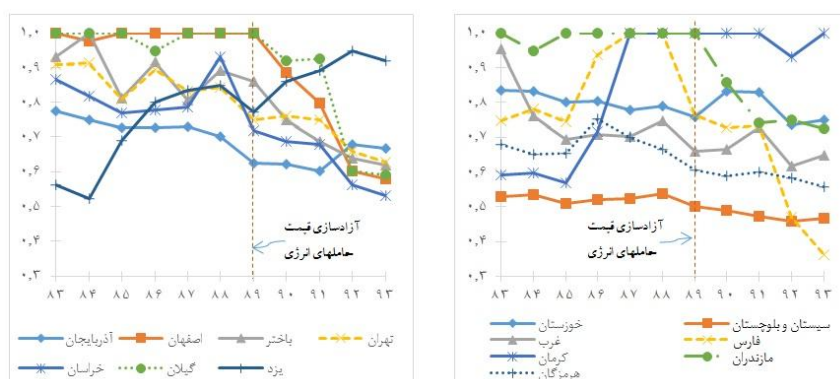 ۱.۰
۰.۹
۰.۸
۰.۷
۰.۶
۰.۵
۰.۴
۰.۳
۸۳ ۸۴ ۸۵ ۸۶ ۸۷ ۸۸ ۸۹ ۹۰ ۹۱ ۹۲ ۹۳
آزادسازی قیمت
حاملهای انرژی
آذربایجان اصفهان باختر تهران
خراسان گیلان یزد
۱.۰
۰.۹
۰.۸
۰.۷
۰.۶
۰.۵
۰.۴
۰.۳
۸۳ ۸۴ ۸۵ ۸۶ ۸۷ ۸۸ ۸۹ ۹۰ ۹۱ ۹۲ ۹۳
آزادسازی قیمت
حاملهای انرژی
خوزستان سیستان و بلوچستان
غرب فارس
کرمان مازندران
هرمزگان